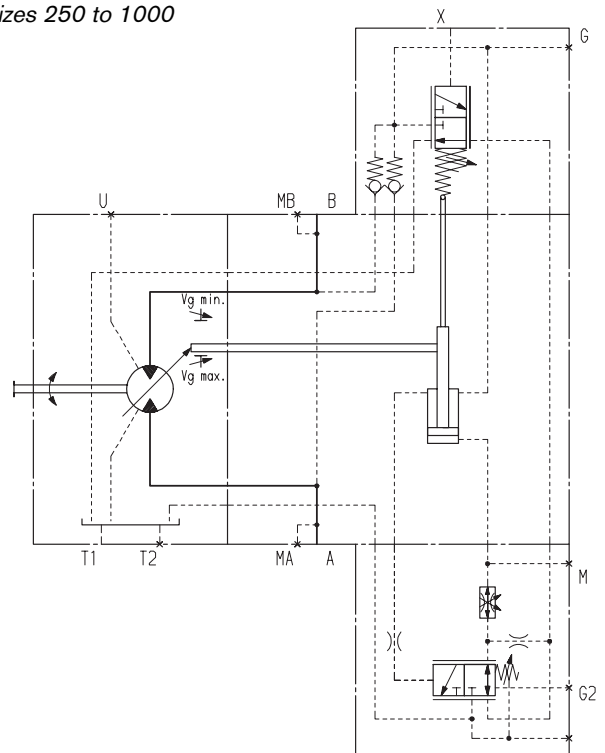 izes 250 to 1000
X
G
U
MB
B
Vg min.
Vg max.
T1
T2
MA
A
M
G2